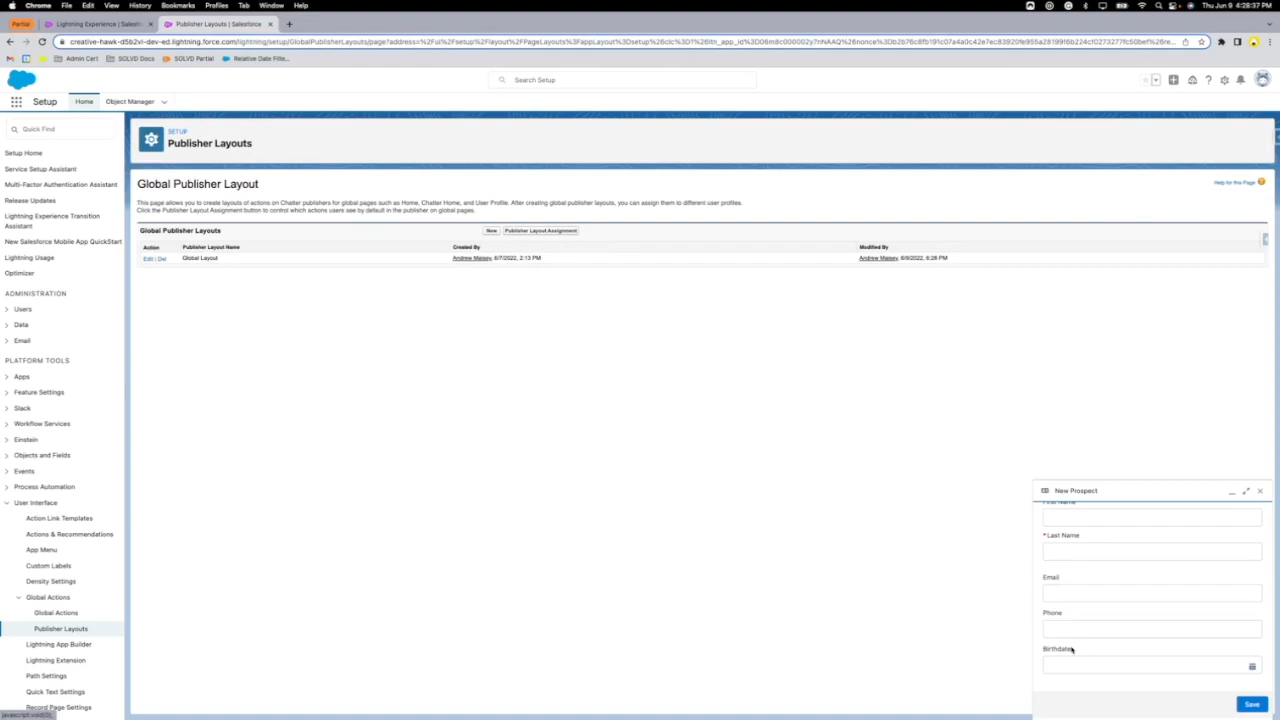 Chrome File Edit View History Bookmarks Profiles Tab Window Help Thu Jun 9 4:28:37 PM
Partial Lightning Experience | Salesf Publisher Layouts | Salesforce
Admin Cert SOLVD Docs SOLVD Partial Relative Date Filte...
Search Setup
Setup Home Object Manager
Quick Find
Setup Home
Service Setup Assistant
Multi-Factor Authentication Assistant
Release Updates
Lightning Experience Transition
Assistant
New Salesforce Mobile App QuickStart
Lightning Usage
Optimizer
ADMINISTRATION
Users
Data
Email
PLATFORM TOOLS
Apps
Feature Settings
Slack
Workflow Services
Einstein
Objects and Fields
Events
Process Automation
User Interface
Action Link Templates
Actions & Recommendations
App Menu
Custom Labels
Density Settings
Global Actions
Global Actions
Publisher Layouts
Lightning App Builder
Lightning Extension
Path Settings
Quick Text Settings
Record Page Settings
javascript:void(0);
SETUP
Publisher Layouts
Global Publisher Layout
Help for this Page
This page allows you to create layouts of actions on Chatter publishers for global pages such as Home, Chatter Home, and User Profile. After creating global publisher layouts, you can assign them to different user profiles.
Click the Publisher Layout Assignment button to control which actions users see by default in the publisher on global pages.
Global Publisher Layouts New Publisher Layout Assignment
Action Publisher Layout Name Created By Modified By
Edit | Del Global Layout Andrew Maisey, 6/7/2022, 2:13 PM Andrew Maisey, 6/9/2022, 6:28 PM
New Prospect
First Name
*Last Name
Email
Phone
Birthdate
Save